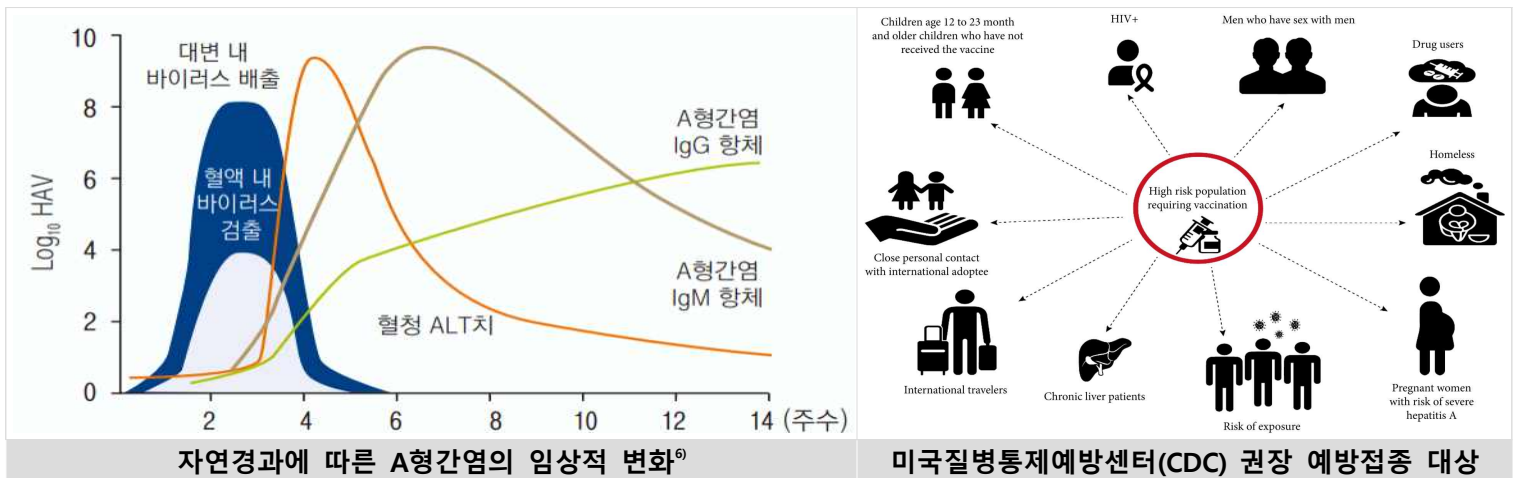 10
8
6
4
2
0
Log₁₀ HAV
대변 내
바이러스 배출
혈액 내
바이러스
검출
A형간염
IgG 항체
A형간염
IgM 항체
혈청 ALT치
2 4 6 8 10 12 14 (주수)
자연경과에 따른 A형간염의 임상적 변화⁶⁾
Children age 12 to 23 month
and older children who have not
received the vaccine
HIV+
Men who have sex with men
Drug users
Homeless
High risk population
requiring vaccination
Close personal contact
with international adoptee
International travelers
Chronic liver patients
Risk of exposure
Pregnant women
with risk of severe
hepatitis A
미국질병통제예방센터(CDC) 권장 예방접종 대상